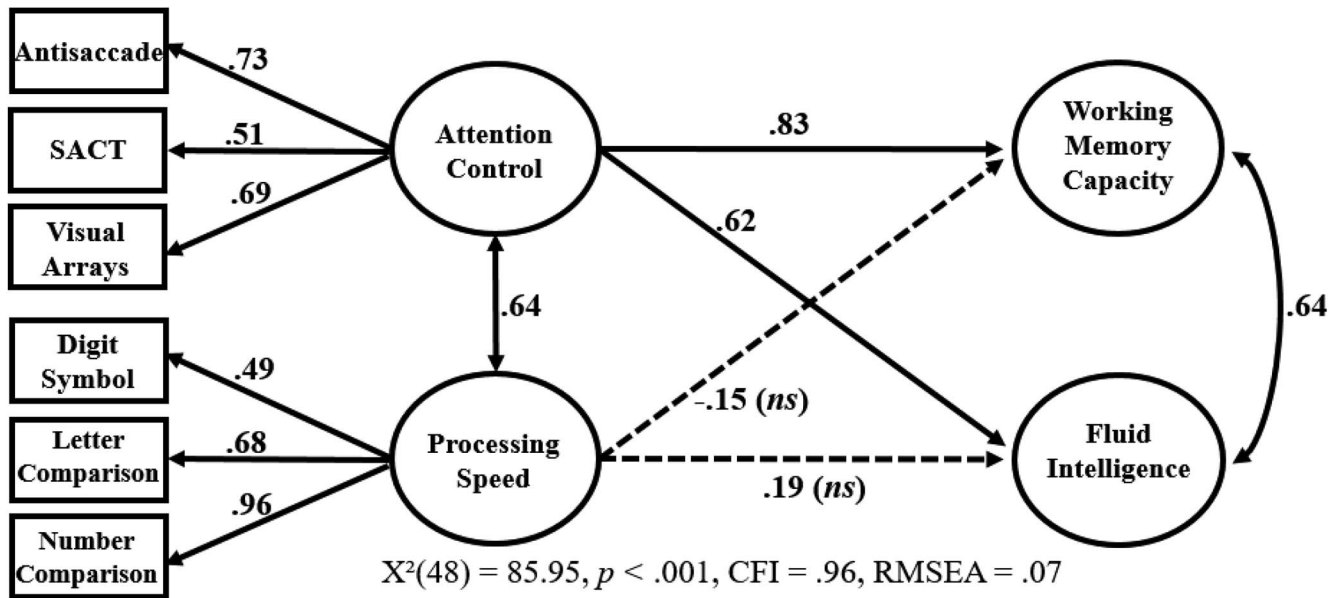 Antisaccade
.73
SACT
.51
Visual
Arrays
.69
Attention
Control
.83
Working
Memory
Capacity
.62
.64
.64
Digit
Symbol
.49
Letter
Comparison
.68
Number
Comparison
.96
Processing
Speed
-.15 (ns)
.19 (ns)
Fluid
Intelligence
X²(48) = 85.95, p < .001, CFI = .96, RMSEA = .07